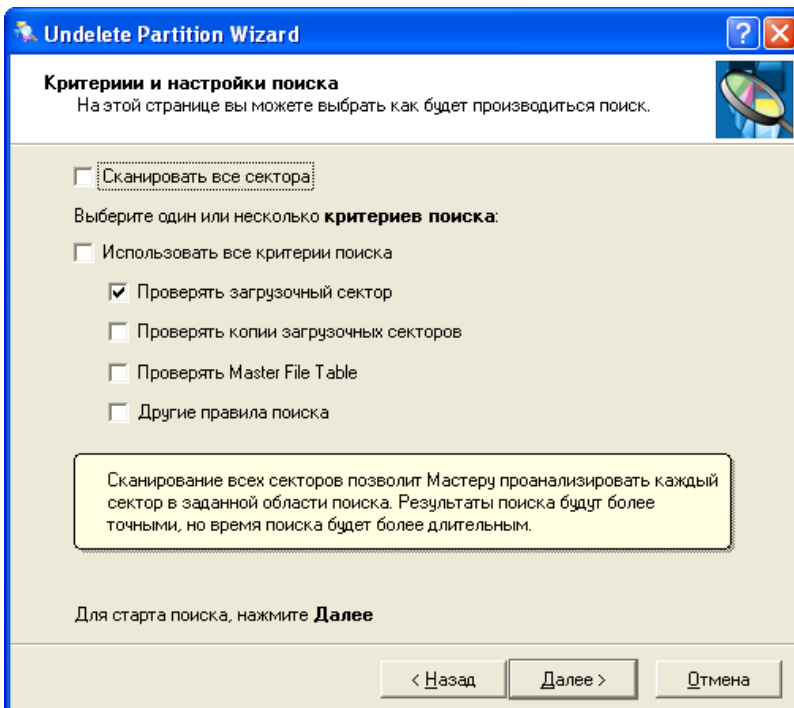 Undelete Partition Wizard
Критериии и настройки поиска
На этой странице вы можете выбрать как будет производиться поиск.
Сканировать все сектора
Выберите один или несколько критериев поиска:
Использовать все критерии поиска
Проверять загрузочный сектор
Проверять копии загрузочных секторов
Проверять Master File Table
Другие правила поиска
Сканирование всех секторов позволит Мастеру проанализировать каждый
сектор в заданной области поиска. Результаты поиска будут более
точными, но время поиска будет более длительным.
Для старта поиска, нажмите Далее
< Назад Далее > Отмена